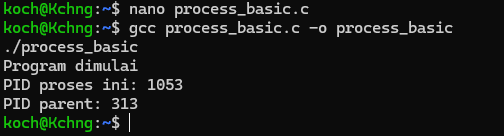 koch@Kchng:~$ nano process_basic.c
koch@Kchng:~$ gcc process_basic.c -o process_basic
./process_basic
Program dimulai
PID proses ini: 1053
PID parent: 313
koch@Kchng:~$